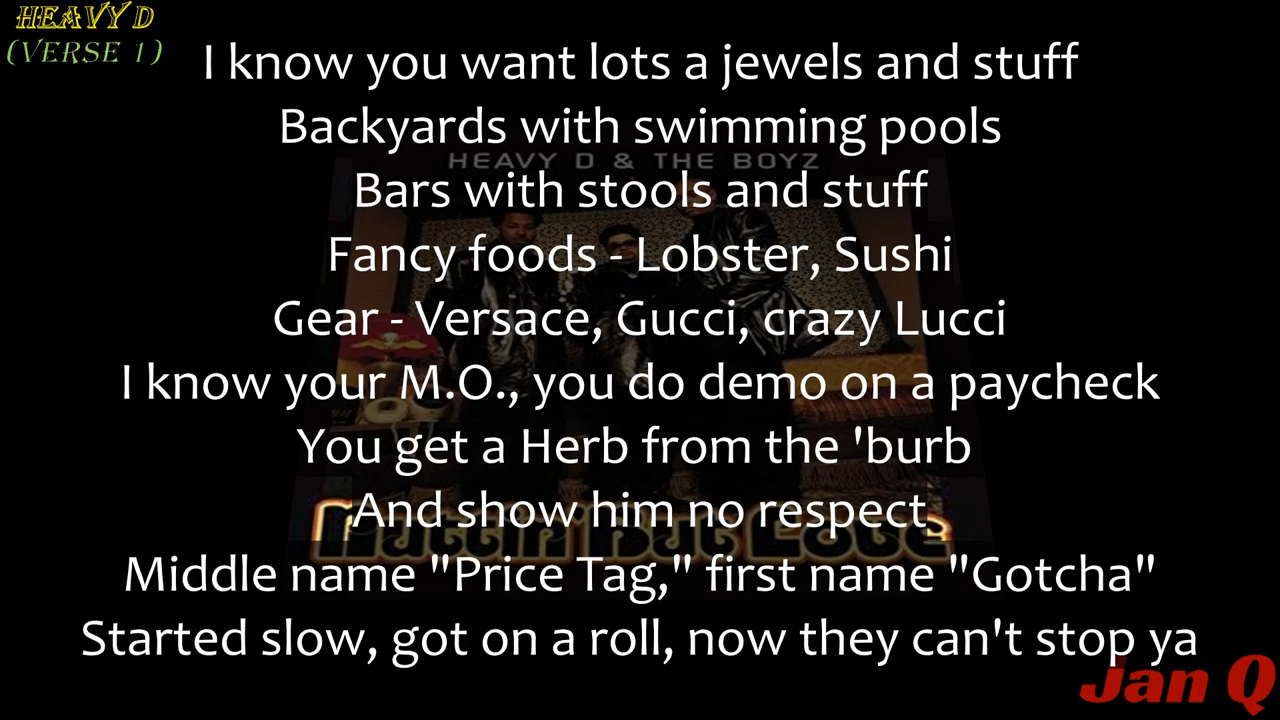 HEAVY D
(VERSE 1)
I know you want lots a jewels and stuff
Backyards with swimming pools
HEAVY D & THE BOYZ
Bars with stools and stuff
Fancy foods - Lobster, Sushi
Gear - Versace, Gucci, crazy Lucci
I know your M.O., you do demo on a paycheck
You get a Herb from the 'burb
And show him no respect
Nuttin' But Love
Middle name "Price Tag," first name "Gotcha"
Started slow, got on a roll, now they can't stop ya
Jan Q